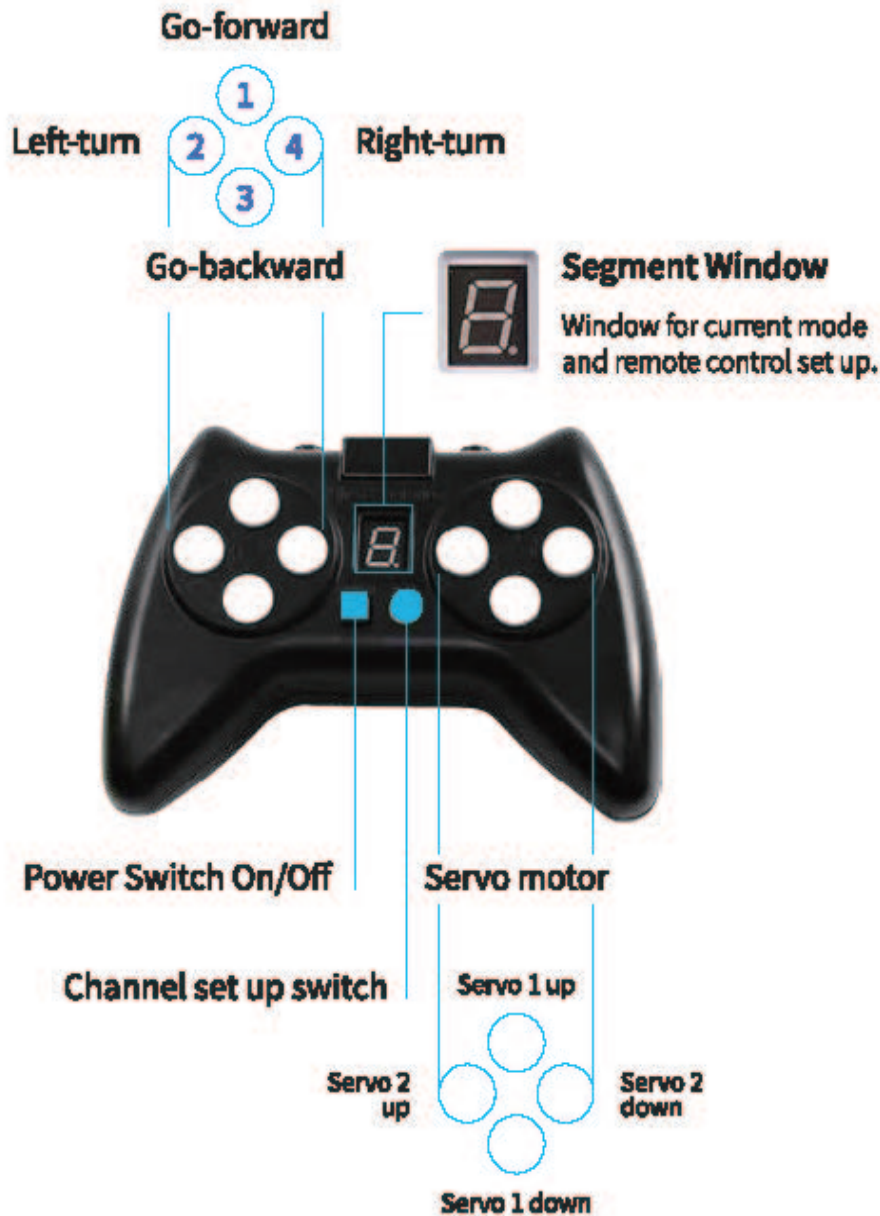 Go-forward
1
Left-turn
2
4
Right-turn
3
Go-backward
8.
Segment Window
Window for current mode
and remote control set up.
8.
Power Switch On/Off
Servo motor
Channel set up switch
Servo 1 up
Servo 2
up
Servo 2
down
Servo 1 down